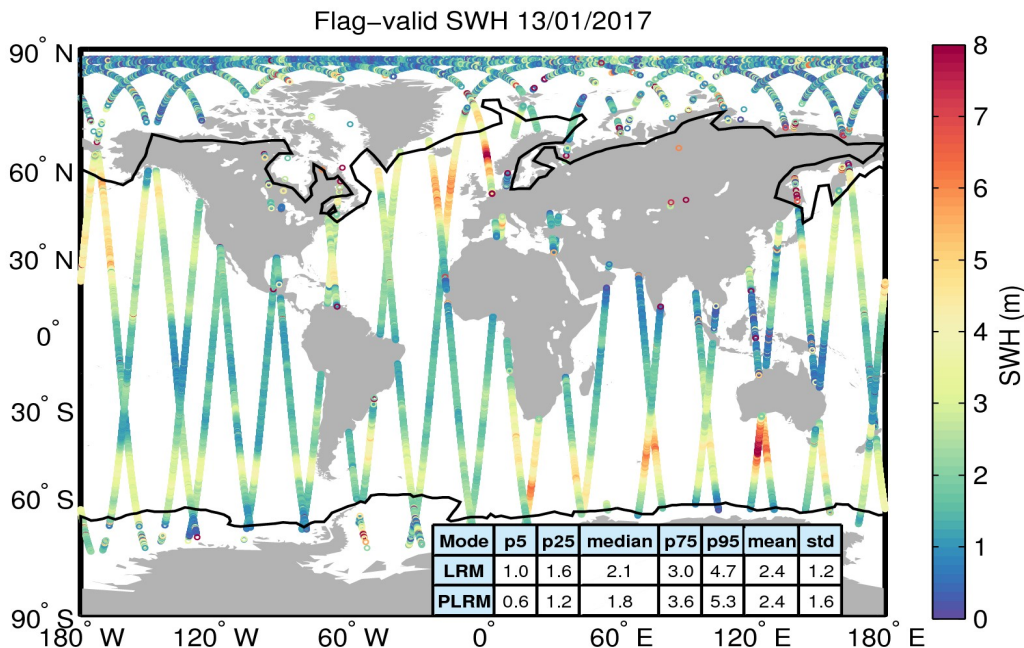 Flag−valid SWH 13/01/2017
90° N
60° N
30° N
0°
30° S
60° S
90° S
180° W
120° W
60° W
0°
60° E
120° E
180° E
8
7
6
5
4
3
2
1
0
SWH (m)
Mode p5 p25 median p75 p95 mean std
LRM 1.0 1.6 2.1 3.0 4.7 2.4 1.2
PLRM 0.6 1.2 1.8 3.6 5.3 2.4 1.6